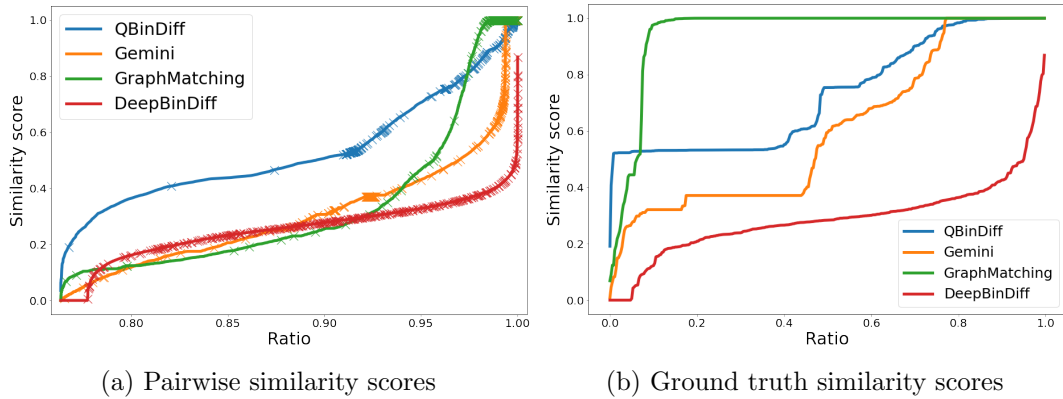 QBinDiff
Gemini
GraphMatching
DeepBinDiff
Similarity score
1.0
0.8
0.6
0.4
0.2
0.0
0.80 0.85 0.90 0.95 1.00
Ratio
(a) Pairwise similarity scores
Similarity score
1.0
0.8
0.6
0.4
0.2
0.0
QBinDiff
Gemini
GraphMatching
DeepBinDiff
0.0 0.2 0.4 0.6 0.8 1.0
Ratio
(b) Ground truth similarity scores